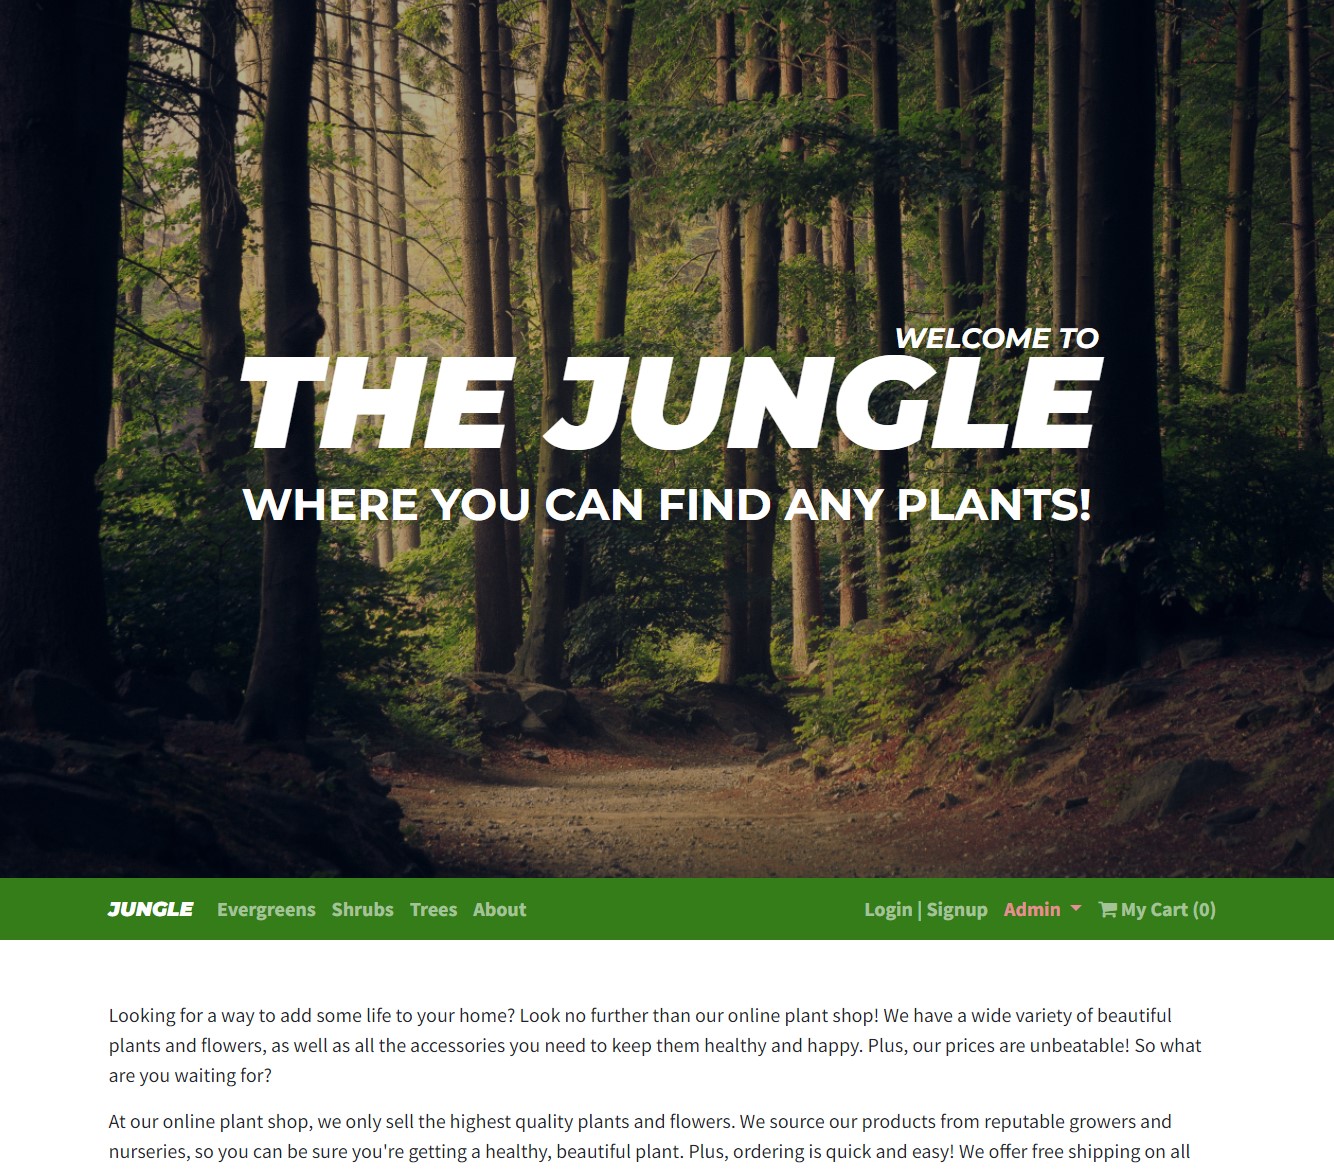 WELCOME TO
THE JUNGLE
WHERE YOU CAN FIND ANY PLANTS!
JUNGLE Evergreens Shrubs Trees About Login | Signup Admin My Cart (0)
Looking for a way to add some life to your home? Look no further than our online plant shop! We have a wide variety of beautiful
plants and flowers, as well as all the accessories you need to keep them healthy and happy. Plus, our prices are unbeatable! So what
are you waiting for?
At our online plant shop, we only sell the highest quality plants and flowers. We source our products from reputable growers and
nurseries, so you can be sure you're getting a healthy, beautiful plant. Plus, ordering is quick and easy! We offer free shipping on all